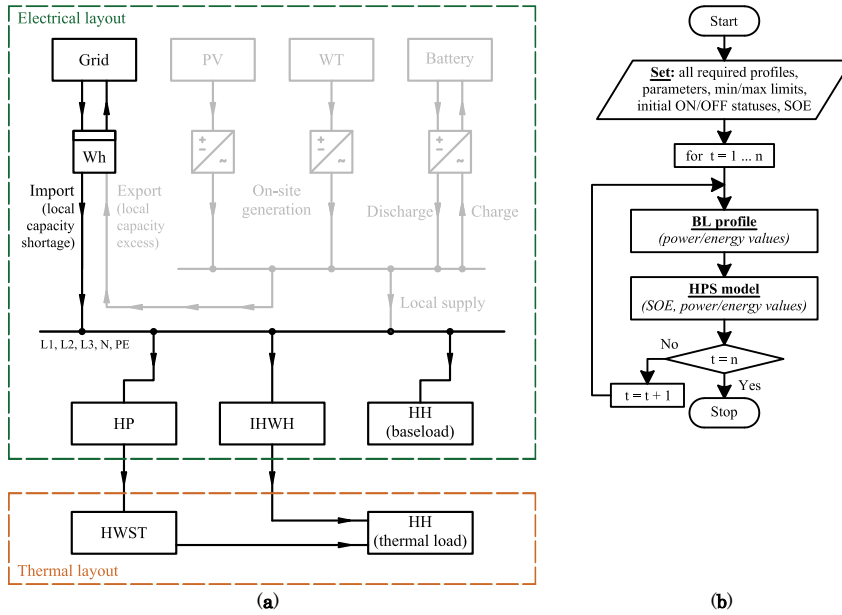 Electrical layout
Grid
PV
WT
Battery
+
−
~
+
−
~
+
−
~
Wh
Import
(local
capacity
shortage)
Export
(local
capacity
excess)
On-site
generation
Discharge
Charge
Local supply
L1, L2, L3, N, PE
HP
IHWH
HH
(baseload)
HWST
HH
(thermal load)
Thermal layout
(a)
Start
Set: all required profiles,
parameters, min/max limits,
initial ON/OFF statuses, SOE
for t = 1 ... n
BL profile
(power/energy values)
HPS model
(SOE, power/energy values)
No
t = n
Yes
t = t + 1
Stop
(b)